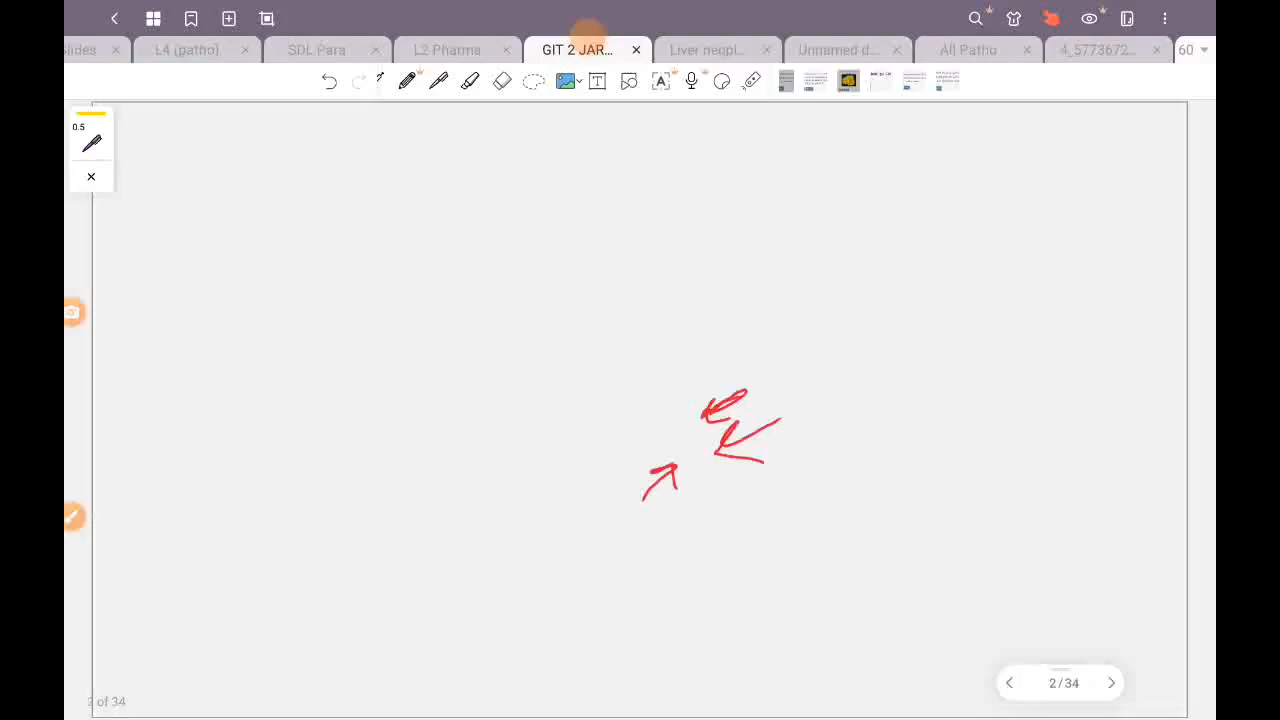 Slides
L4 (patho)
SDL Para
L2 Pharma
GIT 2 JAR...
Liver neopl...
Unnamed d...
All Patho
4_5773672...
60
0.5
2 of 34
2 / 34